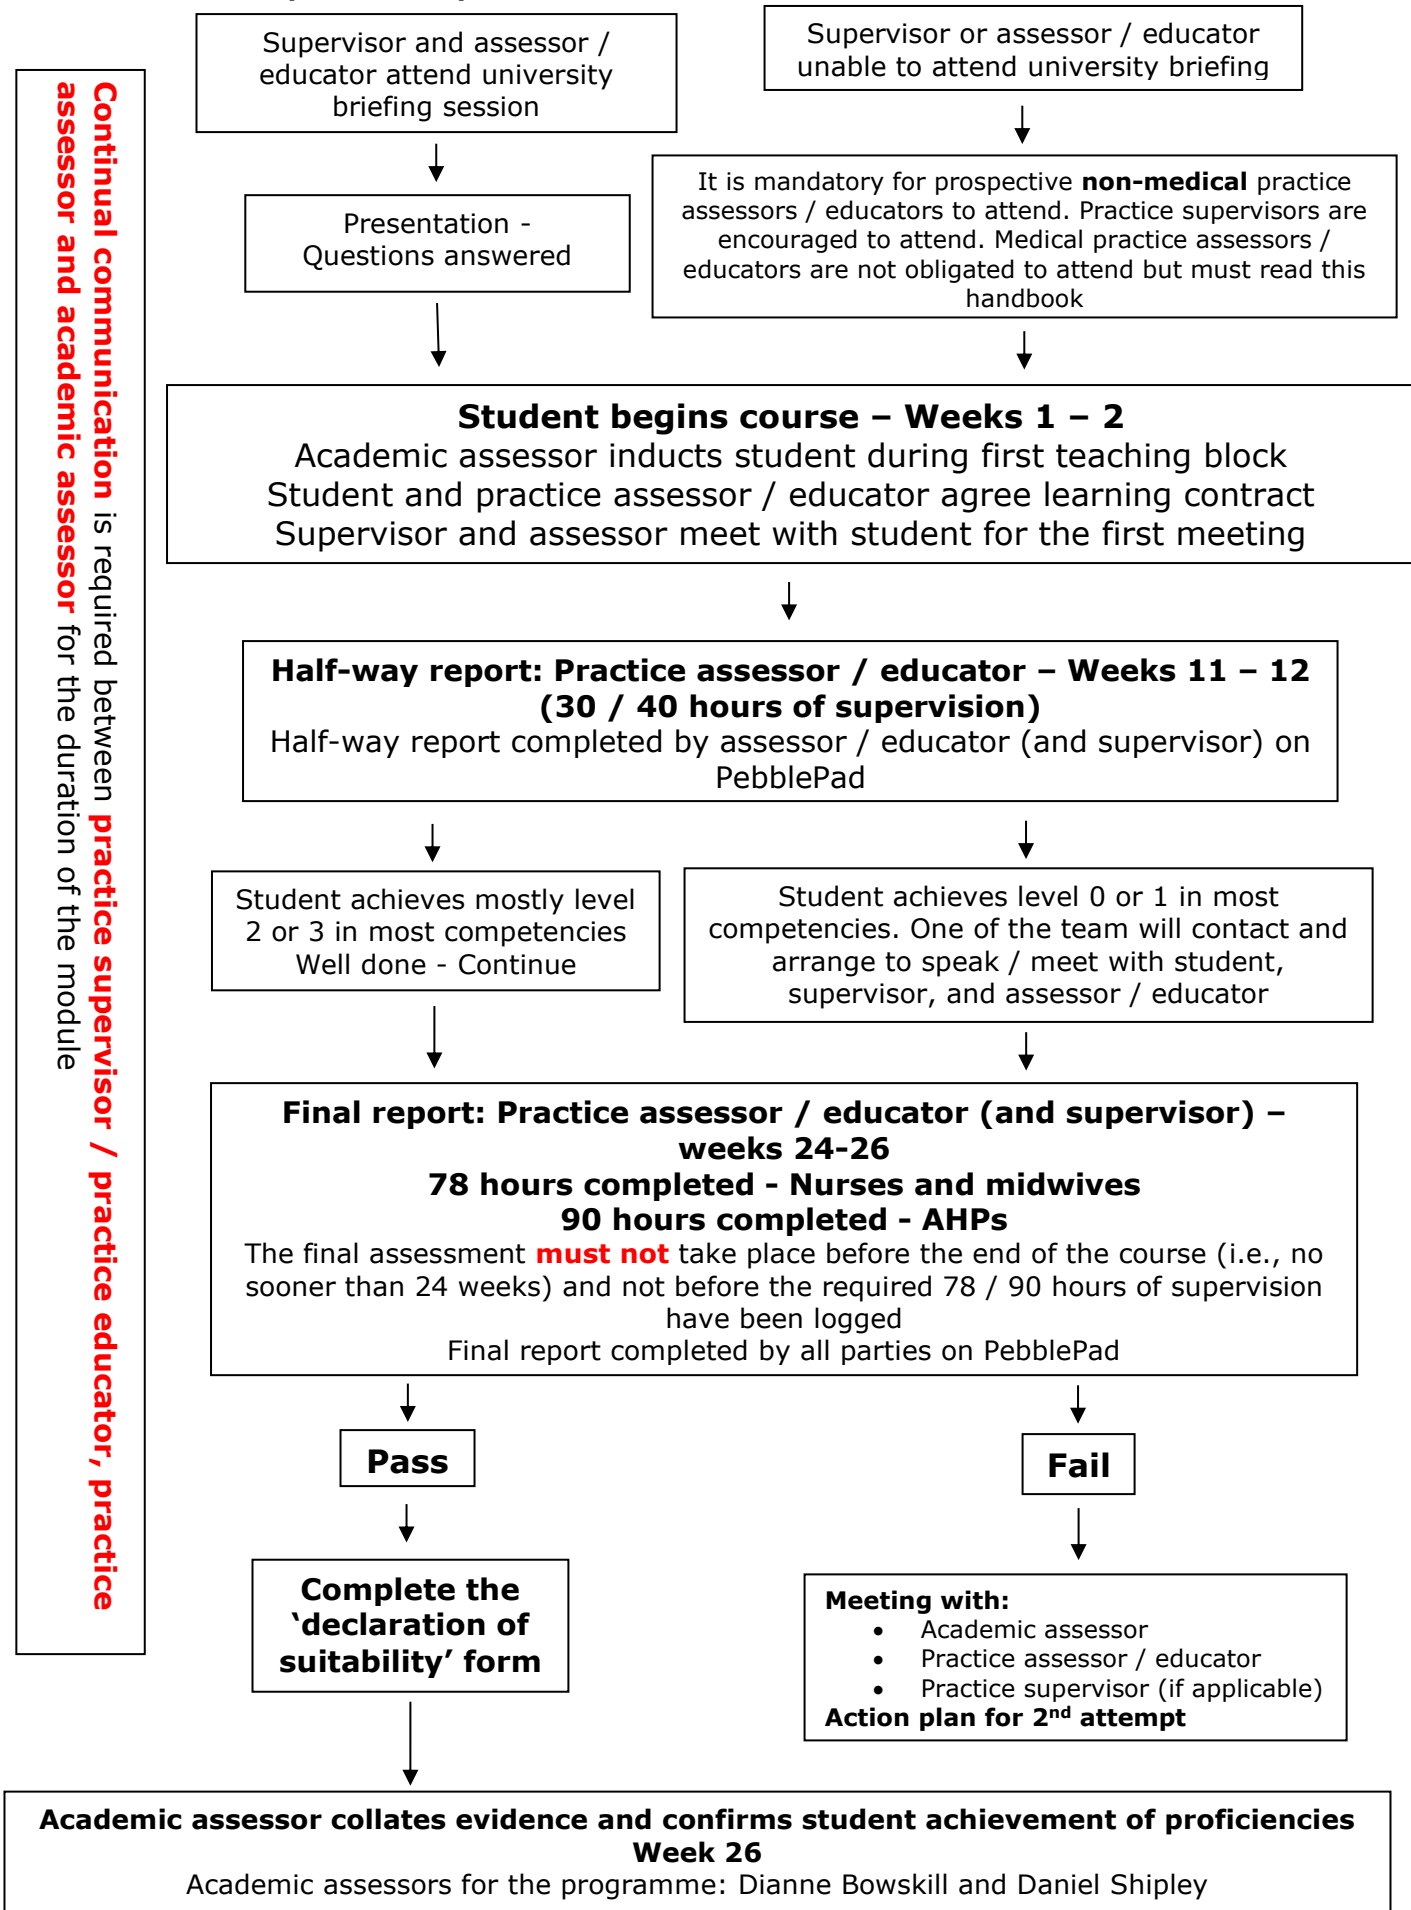 Supervisor and assessor /
educator attend university
briefing session
Supervisor or assessor / educator
unable to attend university briefing
Presentation -
Questions answered
It is mandatory for prospective non-medical practice
assessors / educators to attend. Practice supervisors are
encouraged to attend. Medical practice assessors /
educators are not obligated to attend but must read this
handbook
Continual communication is required between practice supervisor / practice educator, practice
assessor and academic assessor for the duration of the module
Student begins course – Weeks 1 – 2
Academic assessor inducts student during first teaching block
Student and practice assessor / educator agree learning contract
Supervisor and assessor meet with student for the first meeting
Half-way report: Practice assessor / educator – Weeks 11 – 12
(30 / 40 hours of supervision)
Half-way report completed by assessor / educator (and supervisor) on
PebblePad
Student achieves mostly level
2 or 3 in most competencies
Well done - Continue
Student achieves level 0 or 1 in most
competencies. One of the team will contact and
arrange to speak / meet with student,
supervisor, and assessor / educator
Final report: Practice assessor / educator (and supervisor) –
weeks 24-26
78 hours completed - Nurses and midwives
90 hours completed - AHPs
The final assessment must not take place before the end of the course (i.e., no
sooner than 24 weeks) and not before the required 78 / 90 hours of supervision
have been logged
Final report completed by all parties on PebblePad
Pass
Fail
Complete the
‘declaration of
suitability’ form
Meeting with:
• Academic assessor
• Practice assessor / educator
• Practice supervisor (if applicable)
Action plan for 2nd attempt
Academic assessor collates evidence and confirms student achievement of proficiencies
Week 26
Academic assessors for the programme: Dianne Bowskill and Daniel Shipley